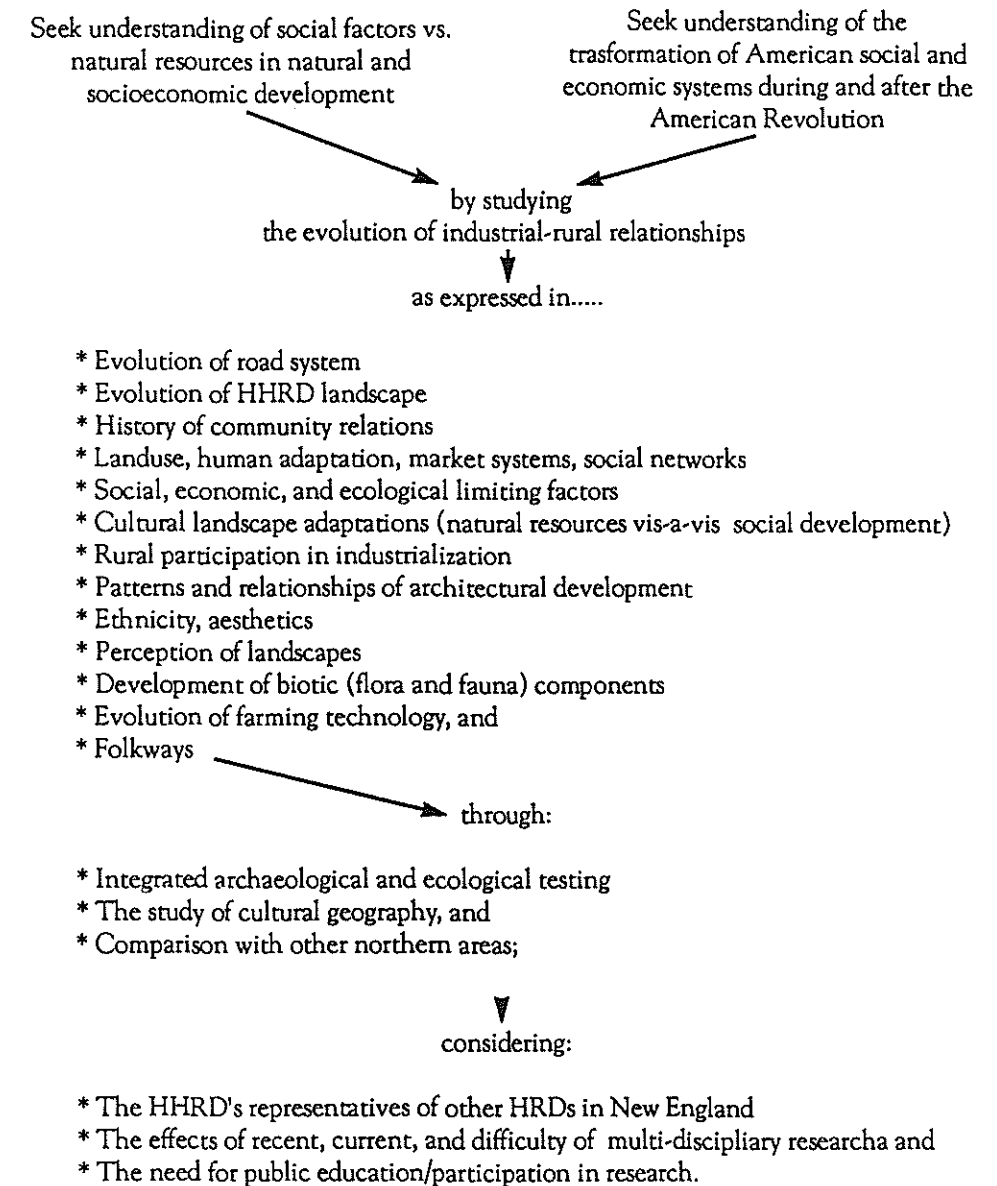 Seek understanding of social factors vs.
natural resources in natural and
socioeconomic development
Seek understanding of the
trasformation of American social and
economic systems during and after the
American Revolution
by studying
the evolution of industrial-rural relationships
as expressed in.....
* Evolution of road system
* Evolution of HHRD landscape
* History of community relations
* Landuse, human adaptation, market systems, social networks
* Social, economic, and ecological limiting factors
* Cultural landscape adaptations (natural resources vis-a-vis social development)
* Rural participation in industrialization
* Patterns and relationships of architectural development
* Ethnicity, aesthetics
* Perception of landscapes
* Development of biotic (flora and fauna) components
* Evolution of farming technology, and
* Folkways
through:
* Integrated archaeological and ecological testing
* The study of cultural geography, and
* Comparison with other northern areas;
considering:
* The HHRD's representatives of other HRDs in New England
* The effects of recent, current, and difficulty of multi-discipliary researcha and
* The need for public education/participation in research.